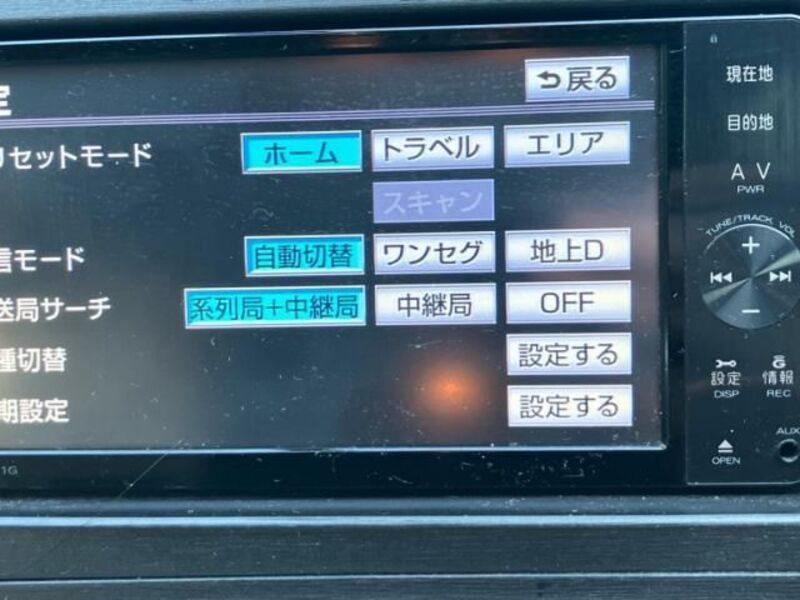 定
戻る
リセットモード ホーム トラベル エリア
スキャン
信モード 自動切替 ワンセグ 地上D
送局サーチ 系列局+中継局 中継局 OFF
種切替 設定する
期設定 設定する
1G
現在地
目的地
AV
PWR
TUNE/TRACK VOL
設定 情報
DISP REC
AUX
OPEN